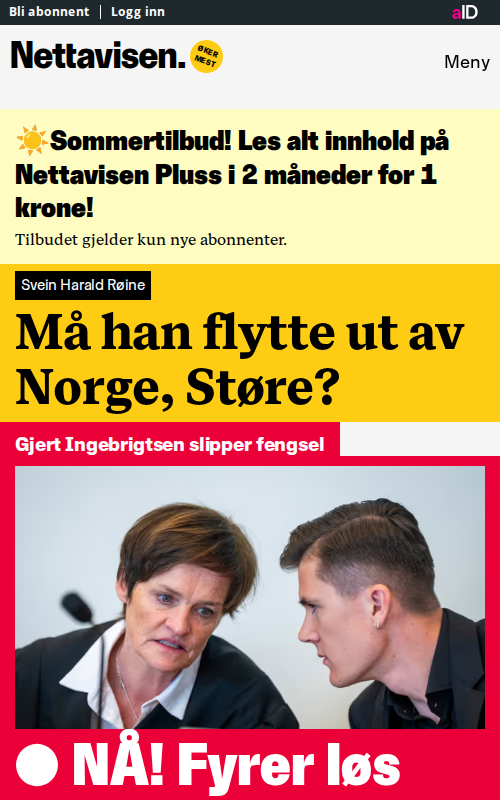 Bli abonnent | Logg inn
aID
Nettavisen.
ØKER
MEST
Meny
☀️Sommertilbud! Les alt innhold på
Nettavisen Pluss i 2 måneder for 1
krone!
Tilbudet gjelder kun nye abonnenter.
Svein Harald Røine
Må han flytte ut av
Norge, Støre?
Gjert Ingebrigtsen slipper fengsel
NÅ! Fyrer løs